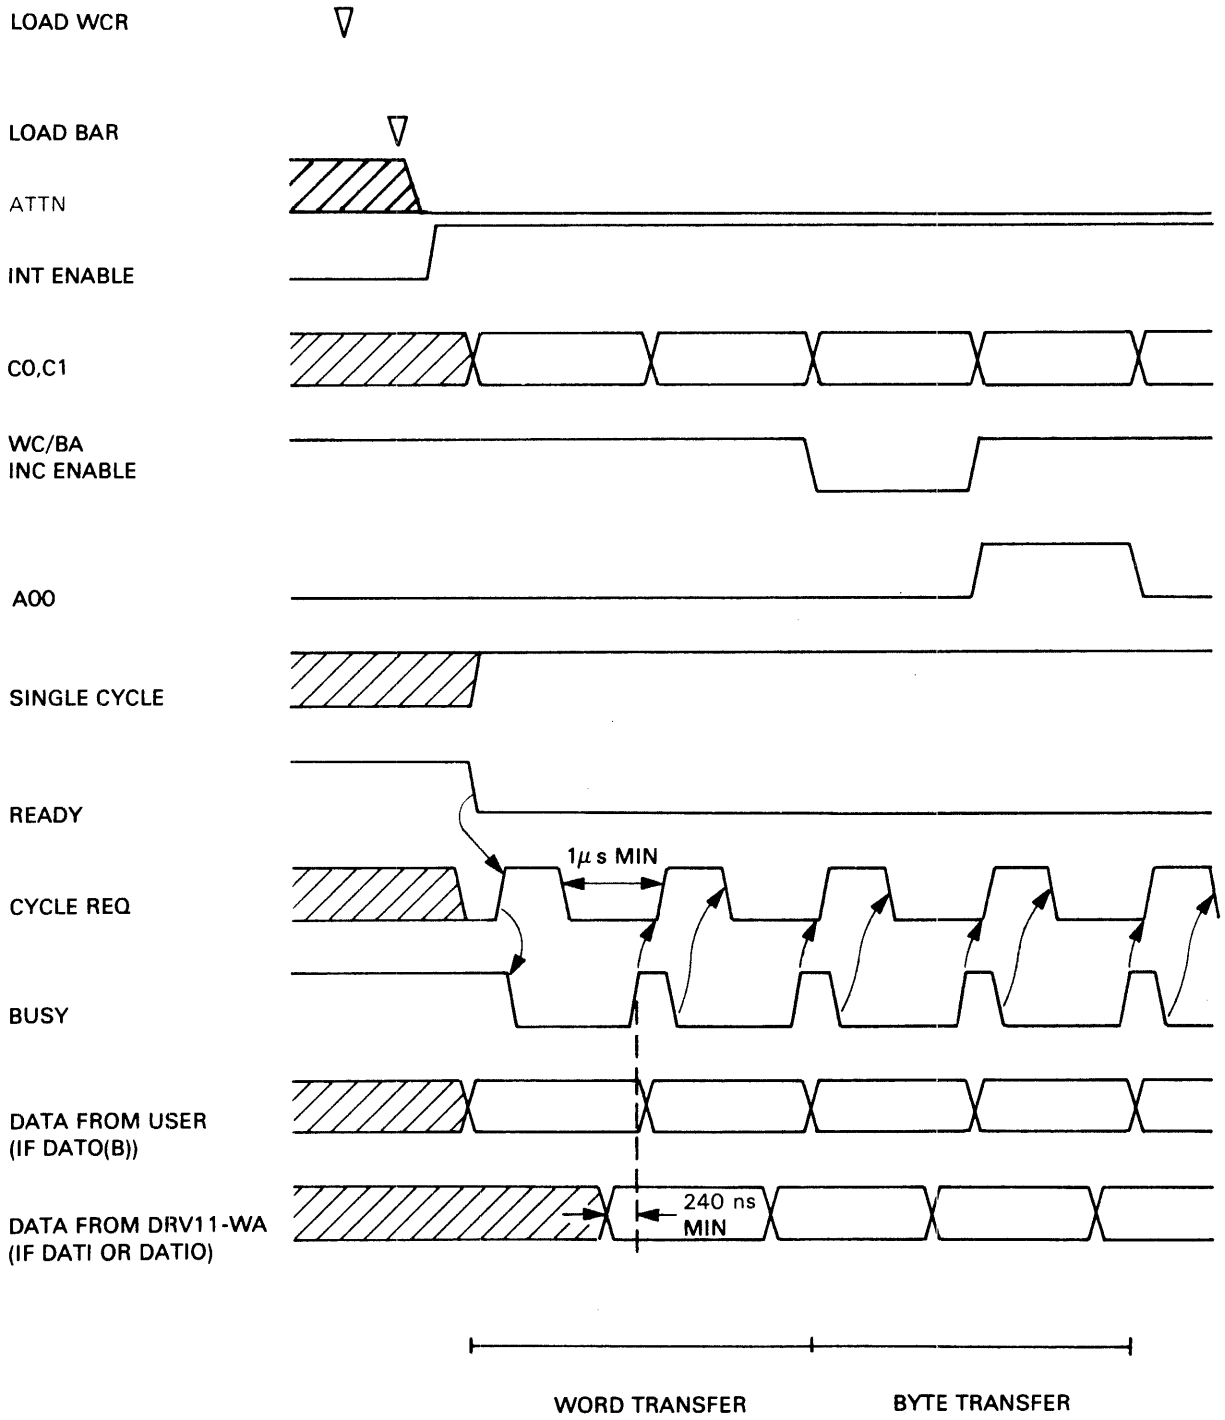 LOAD WCR
LOAD BAR
ATTN
INT ENABLE
C0,C1
WC/BA
INC ENABLE
A00
SINGLE CYCLE
READY
1μs MIN
CYCLE REQ
BUSY
DATA FROM USER
(IF DATO(B))
240 ns
MIN
DATA FROM DRV11-WA
(IF DATI OR DATIO)
WORD TRANSFER
BYTE TRANSFER